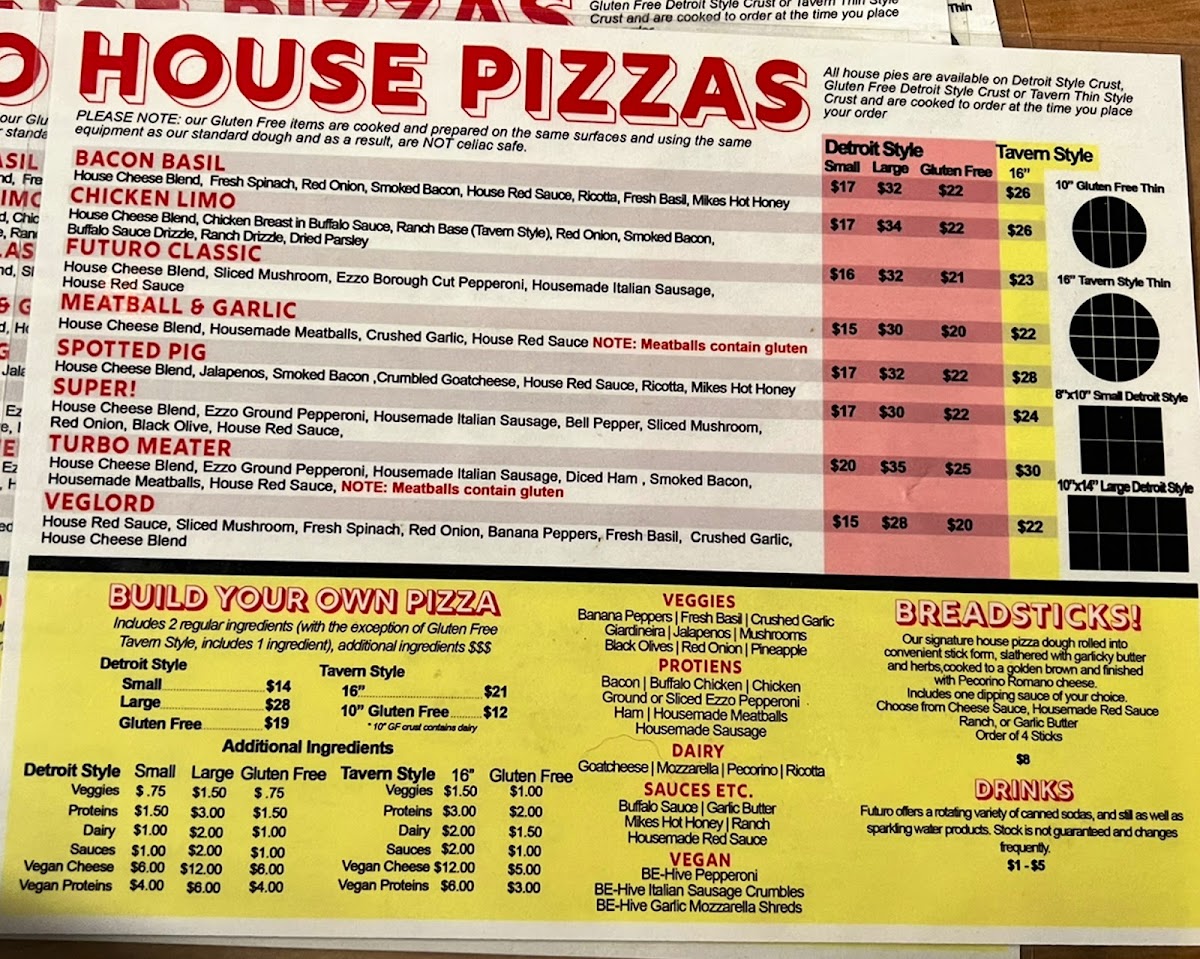 Gluten Free Detroit Style Crust or Tavern Thin Style
Crust and are cooked to order at the time you place
Thin
HOUSE PIZZAS
All house pies are available on Detroit Style Crust,
Gluten Free Detroit Style Crust or Tavern Thin Style
Crust and are cooked to order at the time you place
your order
PLEASE NOTE: our Gluten Free items are cooked and prepared on the same surfaces and using the same
equipment as our standard dough and as a result, are NOT celiac safe.
Detroit Style
Tavern Style
Small Large Gluten Free 16"
BACON BASIL
House Cheese Blend, Fresh Spinach, Red Onion, Smoked Bacon, House Red Sauce, Ricotta, Fresh Basil, Mikes Hot Honey
$17 $32 $22 $26
CHICKEN LIMO
House Cheese Blend, Chicken Breast in Buffalo Sauce, Ranch Base (Tavern Style), Red Onion, Smoked Bacon,
Buffalo Sauce Drizzle, Ranch Drizzle, Dried Parsley
$17 $34 $22 $26
FUTURO CLASSIC
House Cheese Blend, Sliced Mushroom, Ezzo Borough Cut Pepperoni, Housemade Italian Sausage,
House Red Sauce
$16 $32 $21 $23
MEATBALL & GARLIC
House Cheese Blend, Housemade Meatballs, Crushed Garlic, House Red Sauce NOTE: Meatballs contain gluten
$15 $30 $20 $22
SPOTTED PIG
House Cheese Blend, Jalapenos, Smoked Bacon ,Crumbled Goatcheese, House Red Sauce, Ricotta, Mikes Hot Honey
$17 $32 $22 $28
SUPER!
House Cheese Blend, Ezzo Ground Pepperoni, Housemade Italian Sausage, Bell Pepper, Sliced Mushroom,
Red Onion, Black Olive, House Red Sauce,
$17 $30 $22 $24
TURBO MEATER
House Cheese Blend, Ezzo Ground Pepperoni, Housemade Italian Sausage, Diced Ham , Smoked Bacon,
Housemade Meatballs, House Red Sauce, NOTE: Meatballs contain gluten
$20 $35 $25 $30
VEGLORD
House Red Sauce, Sliced Mushroom, Fresh Spinach, Red Onion, Banana Peppers, Fresh Basil, Crushed Garlic,
House Cheese Blend
$15 $28 $20 $22
10" Gluten Free Thin
16" Tavern Style Thin
8"x10" Small Detroit Style
10"x14" Large Detroit Style
BUILD YOUR OWN PIZZA
Includes 2 regular ingredients (with the exception of Gluten Free
Tavern Style, includes 1 ingredient), additional ingredients $$$
Detroit Style
Small $14
Large $28
Gluten Free $19
Tavern Style
16" $21
10" Gluten Free $12
* 10" GF crust contains dairy
Additional Ingredients
Detroit Style Small Large Gluten Free
Veggies $ .75 $1.50 $ .75
Proteins $1.50 $3.00 $1.50
Dairy $1.00 $2.00 $1.00
Sauces $1.00 $2.00 $1.00
Vegan Cheese $6.00 $12.00 $6.00
Vegan Proteins $4.00 $6.00 $4.00
Tavern Style 16" Gluten Free
Veggies $1.50 $1.00
Proteins $3.00 $2.00
Dairy $2.00 $1.50
Sauces $2.00 $1.00
Vegan Cheese $12.00 $5.00
Vegan Proteins $6.00 $3.00
VEGGIES
Banana Peppers | Fresh Basil | Crushed Garlic
Giardineira | Jalapenos | Mushrooms
Black Olives | Red Onion | Pineapple
PROTIENS
Bacon | Buffalo Chicken | Chicken
Ground or Sliced Ezzo Pepperoni
Ham | Housemade Meatballs
Housemade Sausage
DAIRY
Goatcheese | Mozzarella | Pecorino | Ricotta
SAUCES ETC.
Buffalo Sauce | Garlic Butter
Mikes Hot Honey | Ranch
Housemade Red Sauce
VEGAN
BE-Hive Pepperoni
BE-Hive Italian Sausage Crumbles
BE-Hive Garlic Mozzarella Shreds
BREADSTICKS!
Our signature house pizza dough rolled into
convenient stick form, slathered with garlicky butter
and herbs,cooked to a golden brown and finished
with Pecorino Romano cheese.
Includes one dipping sauce of your choice.
Choose from Cheese Sauce, Housemade Red Sauce
Ranch, or Garlic Butter
Order of 4 Sticks
$8
DRINKS
Futuro offers a rotating variety of canned sodas, and still as well as
sparkling water products. Stock is not guaranteed and changes
frequently.
$1 - $5